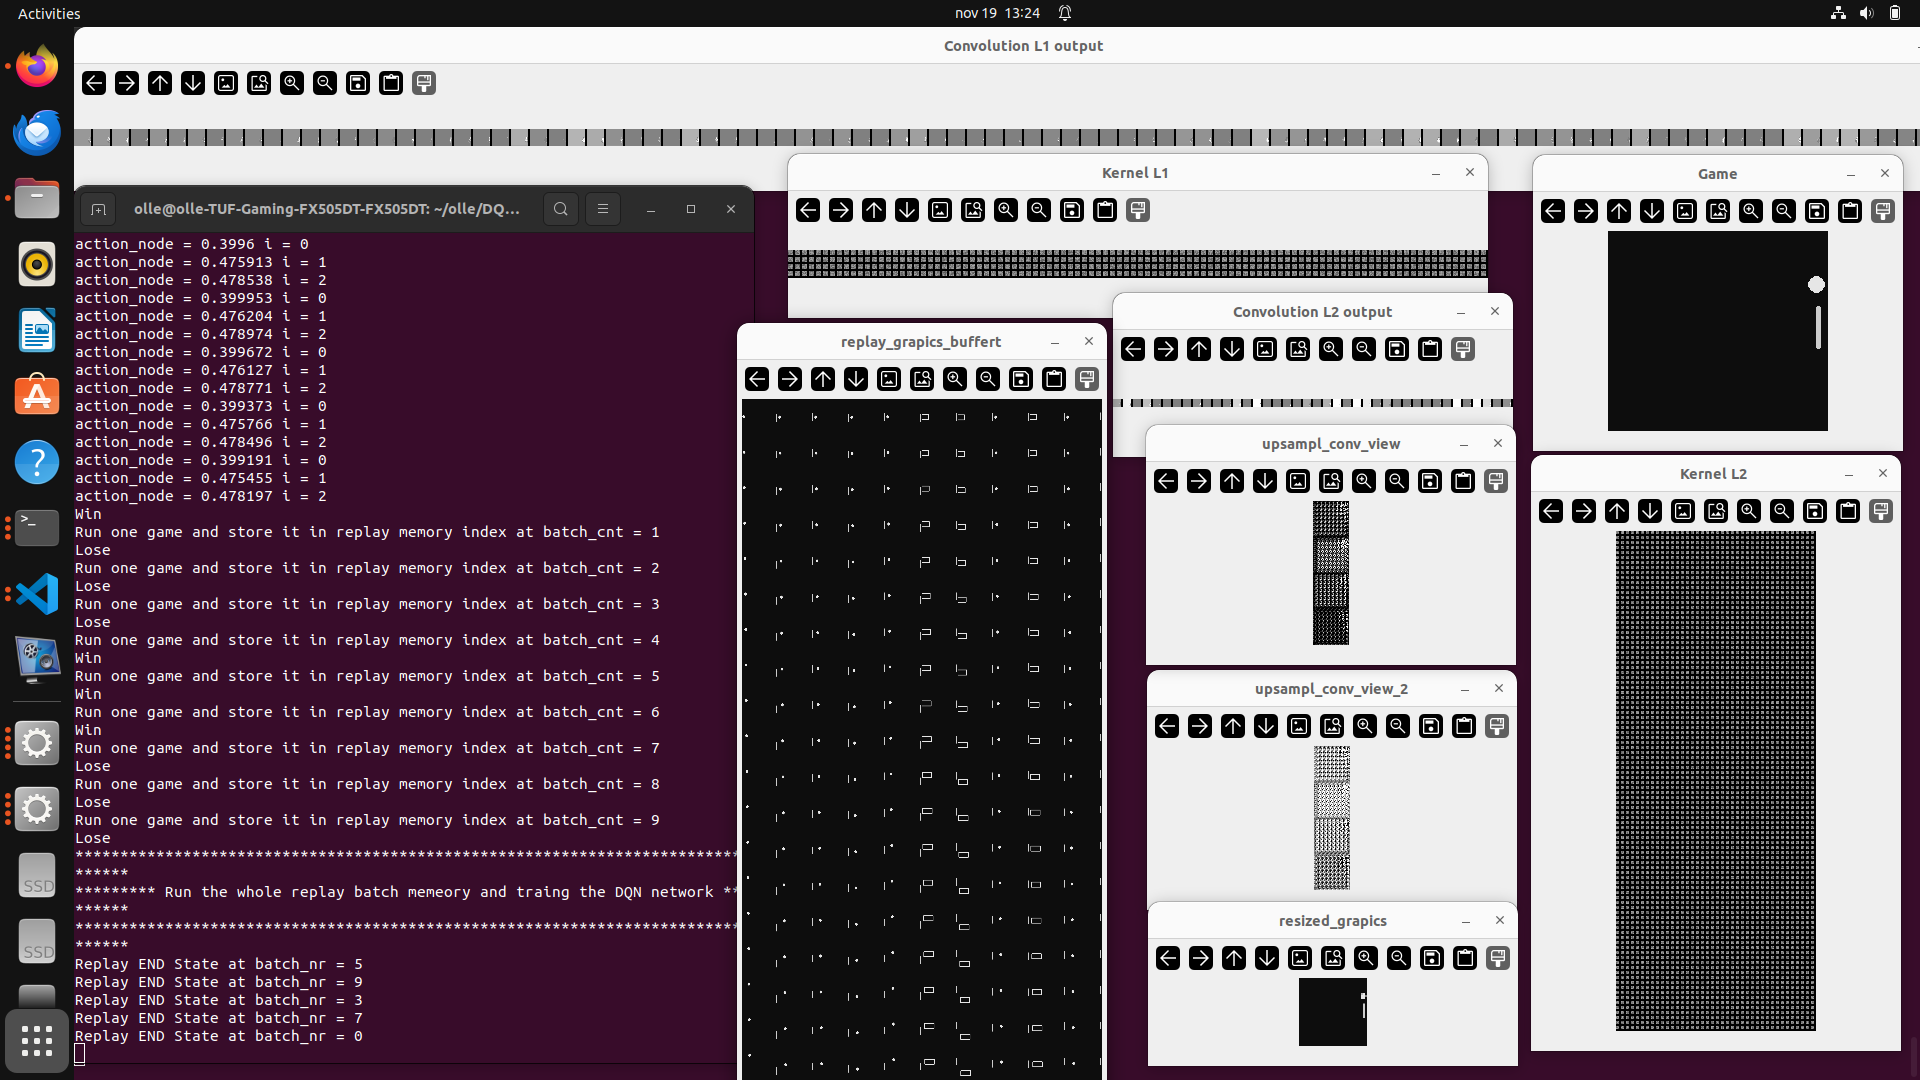 Activities
nov 19 13:24
Convolution L1 output
olle@olle-TUF-Gaming-FX505DT-FX505DT: ~/olle/DQ...
action_node = 0.3996 i = 0
action_node = 0.475913 i = 1
action_node = 0.478538 i = 2
action_node = 0.399953 i = 0
action_node = 0.476204 i = 1
action_node = 0.478974 i = 2
action_node = 0.399672 i = 0
action_node = 0.476127 i = 1
action_node = 0.478771 i = 2
action_node = 0.399373 i = 0
action_node = 0.475766 i = 1
action_node = 0.478496 i = 2
action_node = 0.399191 i = 0
action_node = 0.475455 i = 1
action_node = 0.478197 i = 2
Win
Run one game and store it in replay memory index at batch_cnt = 1
Lose
Run one game and store it in replay memory index at batch_cnt = 2
Lose
Run one game and store it in replay memory index at batch_cnt = 3
Lose
Run one game and store it in replay memory index at batch_cnt = 4
Win
Run one game and store it in replay memory index at batch_cnt = 5
Win
Run one game and store it in replay memory index at batch_cnt = 6
Win
Run one game and store it in replay memory index at batch_cnt = 7
Lose
Run one game and store it in replay memory index at batch_cnt = 8
Lose
Run one game and store it in replay memory index at batch_cnt = 9
Lose
**************************************************************************
******
********* Run the whole replay batch memeory and traing the DQN network **
******
**************************************************************************
******
Replay END State at batch_nr = 5
Replay END State at batch_nr = 9
Replay END State at batch_nr = 3
Replay END State at batch_nr = 7
Replay END State at batch_nr = 0
Kernel L1
Game
Convolution L2 output
replay_grapics_buffert
upsampl_conv_view
Kernel L2
upsampl_conv_view_2
resized_grapics
SSD
SSD